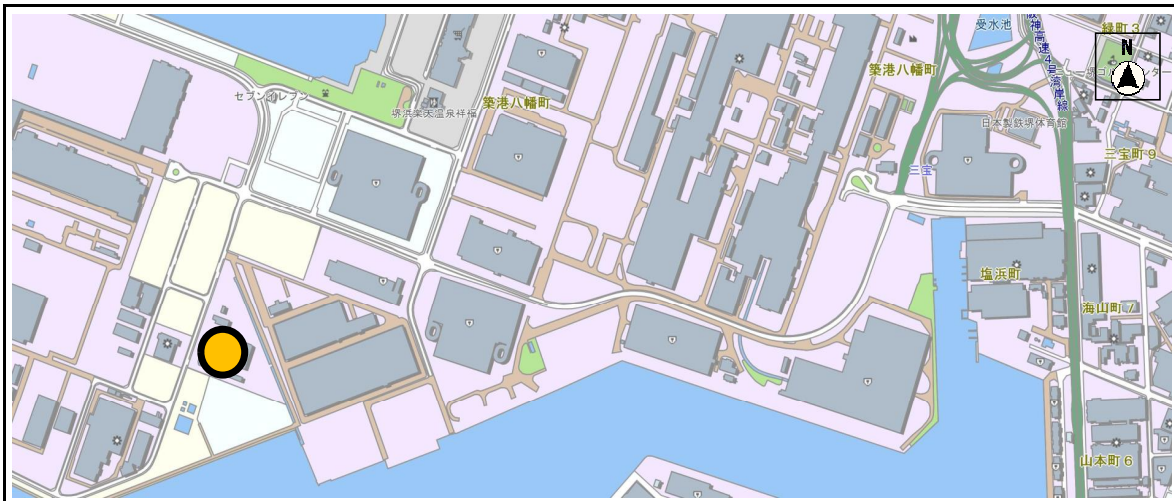 受水池
阪神高速4号湾岸線
緑町3
N
築港八幡町
セブンイレブン
築港八幡町
堺浜楽天温泉祥福
日本製鉄堺体育館
三宝町9
三宝
塩浜町
海山町7
山本町6